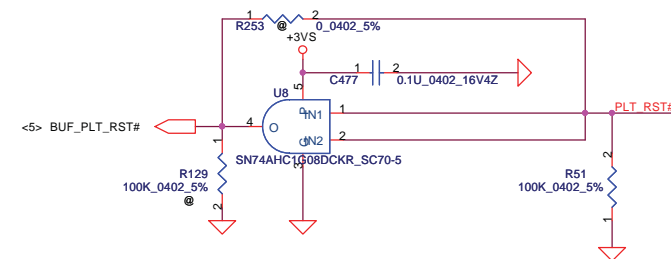 1 2
R253 @ 0_0402_5%
+3VS
C477 1 2 0.1U_0402_16V4Z
U8
5
P
IN1 1
PLT_RST#
<5> BUF_PLT_RST# 4 O
IN2 2
G
3
SN74AHC1G08DCKR_SC70-5
1
R129
100K_0402_5%
@
2
2
R51
100K_0402_5%
1